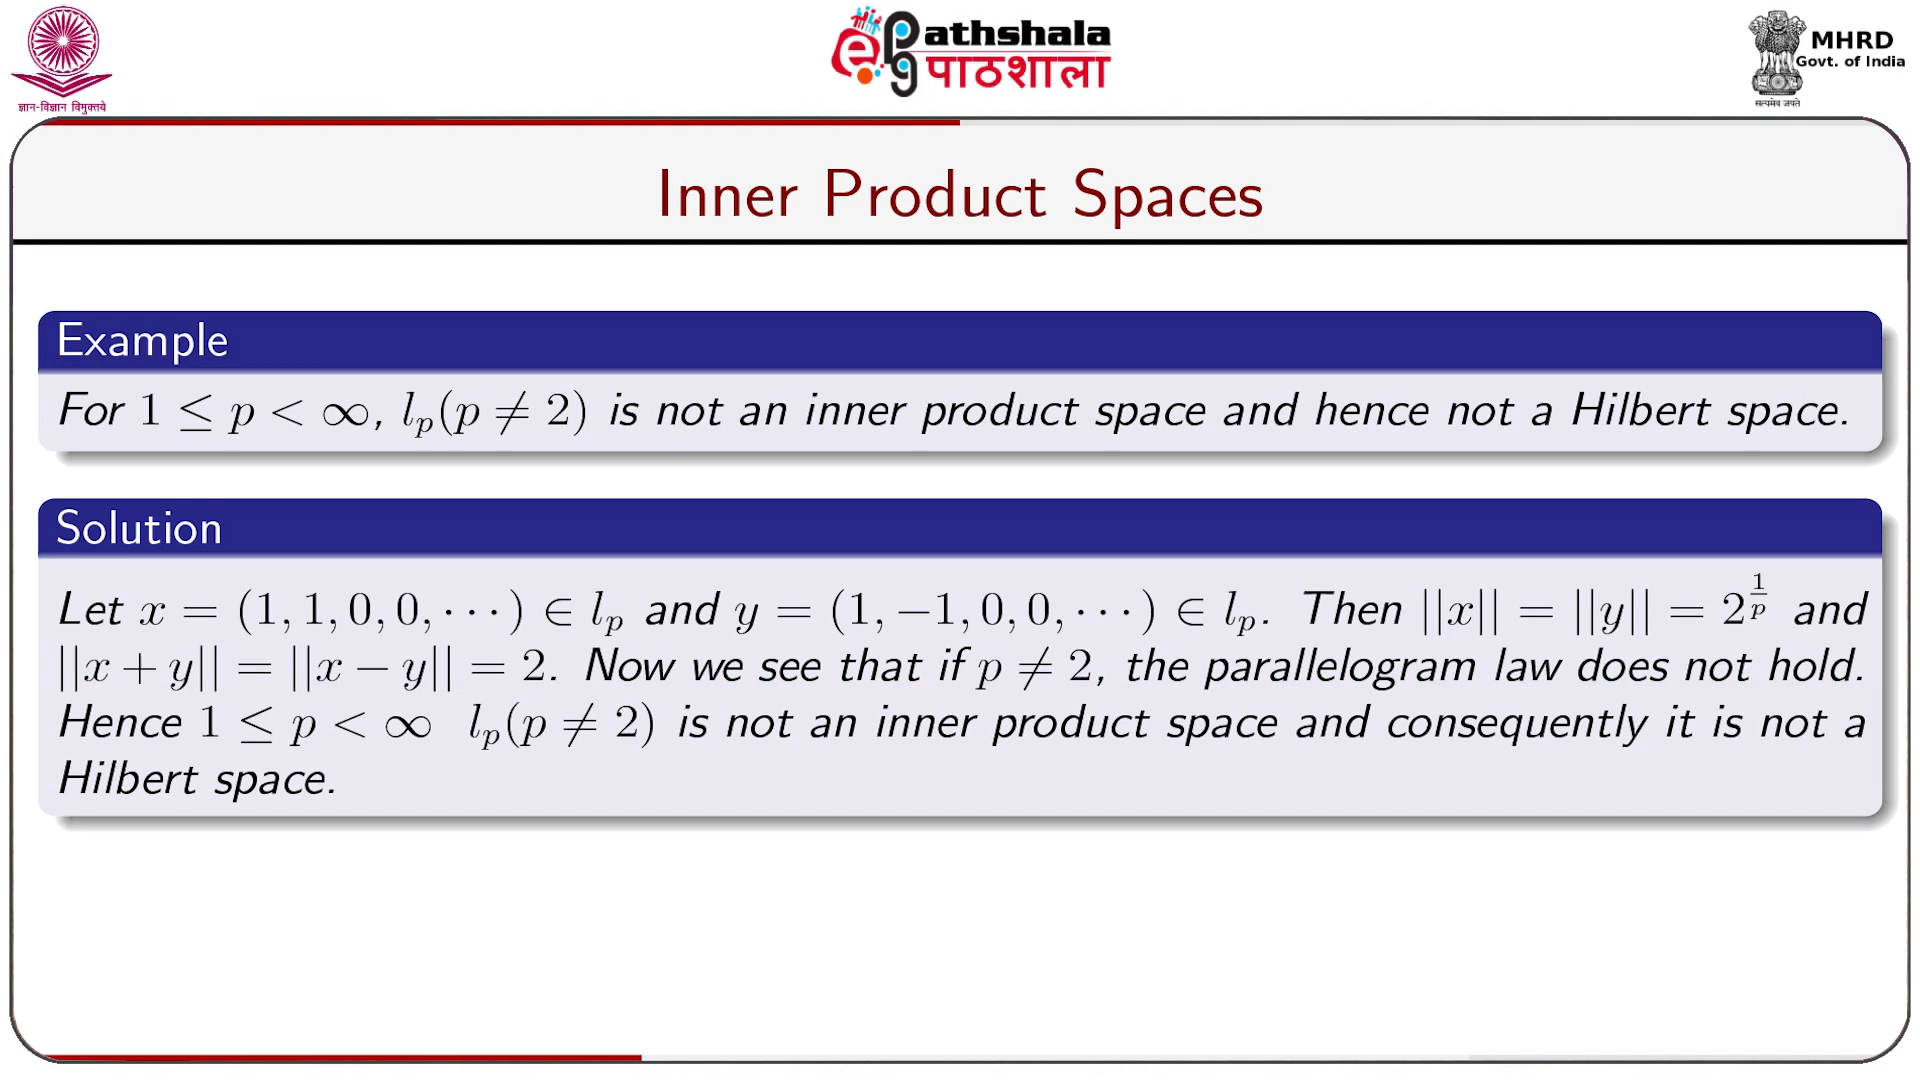 ज्ञान-विज्ञान विमुक्तये
ePathshala
पाठशाला
MHRD
Govt. of India
सत्यमेव जयते
Inner Product Spaces
Example
For 1 ≤ p < ∞, l_p(p ≠ 2) is not an inner product space and hence not a Hilbert space.
Solution
Let x = (1, 1, 0, 0, · · · ) ∈ l_p and y = (1, −1, 0, 0, · · · ) ∈ l_p. Then ||x|| = ||y|| = 2^{1/p} and
||x + y|| = ||x − y|| = 2. Now we see that if p ≠ 2, the parallelogram law does not hold.
Hence 1 ≤ p < ∞ l_p(p ≠ 2) is not an inner product space and consequently it is not a
Hilbert space.